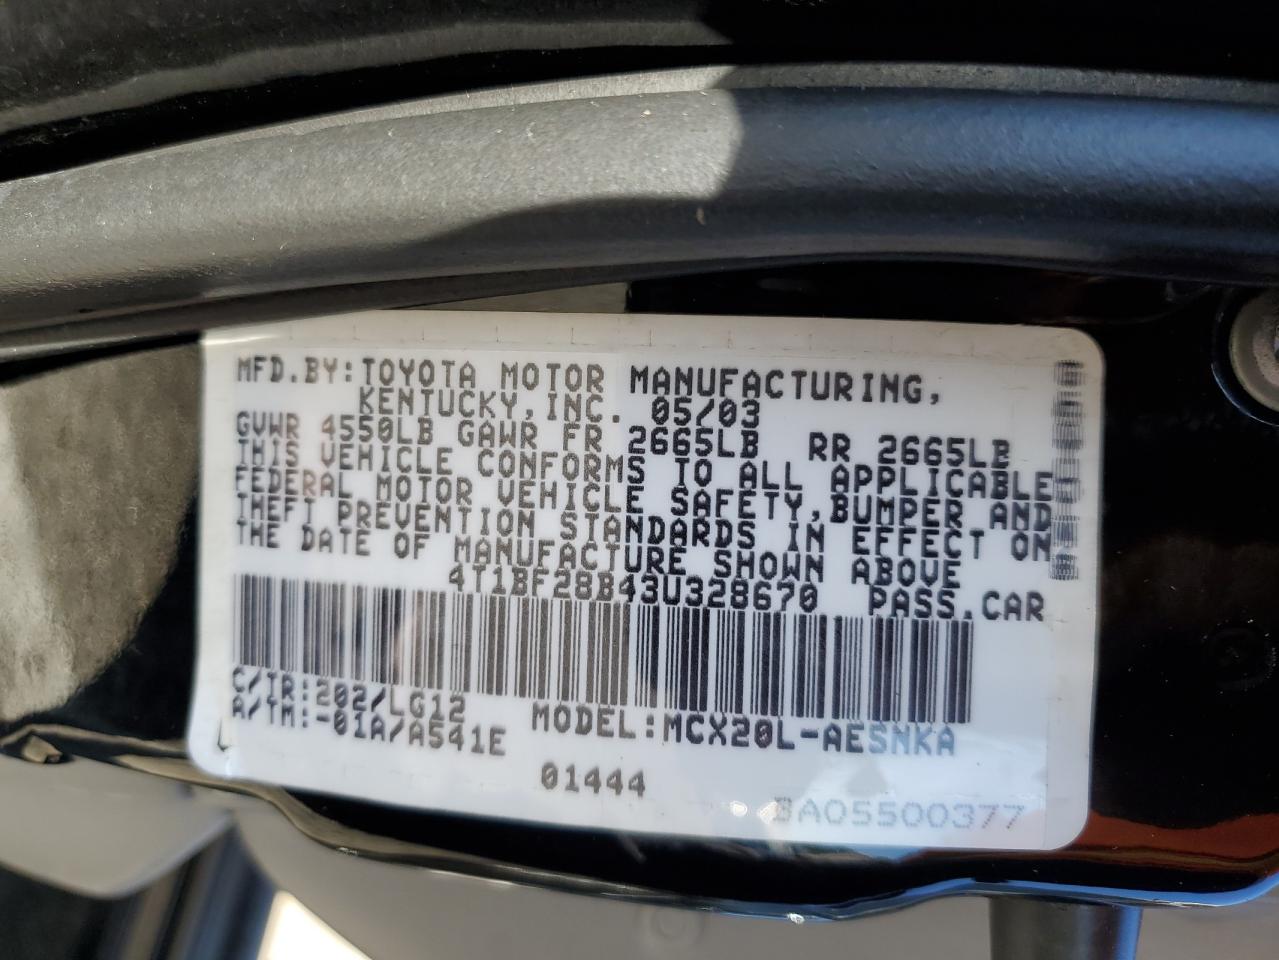 MFD.BY:TOYOTA MOTOR MANUFACTURING,
KENTUCKY,INC. 05/03
GVWR 4550LB GAWR FR 2665LB RR 2665LB
THIS VEHICLE CONFORMS TO ALL APPLICABLE
FEDERAL MOTOR VEHICLE SAFETY,BUMPER AND
THEFT PREVENTION STANDARDS IN EFFECT ON
THE DATE OF MANUFACTURE SHOWN ABOVE
4T1BF28B43U328670 PASS.CAR
C/TR:202/LG12
A/TM:-01A/A541E MODEL:MCX20L-AESNKA
01444
BA05500377